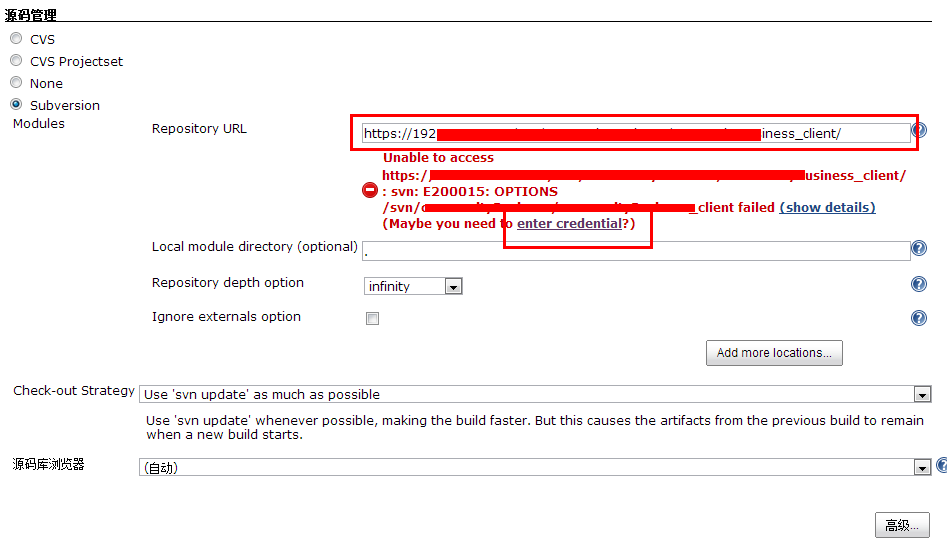 源码管理
CVS
CVS Projectset
None
Subversion
Modules
Repository URL
https://192 iness_client/
Unable to access
https:/ usiness_client/
: svn: E200015: OPTIONS
/svn/c _client failed (show details)
(Maybe you need to enter credential?)
Local module directory (optional)
.
Repository depth option
infinity
Ignore externals option
Add more locations...
Check-out Strategy
Use 'svn update' as much as possible
Use 'svn update' whenever possible, making the build faster. But this causes the artifacts from the previous build to remain
when a new build starts.
源码库浏览器
(自动)
高级...